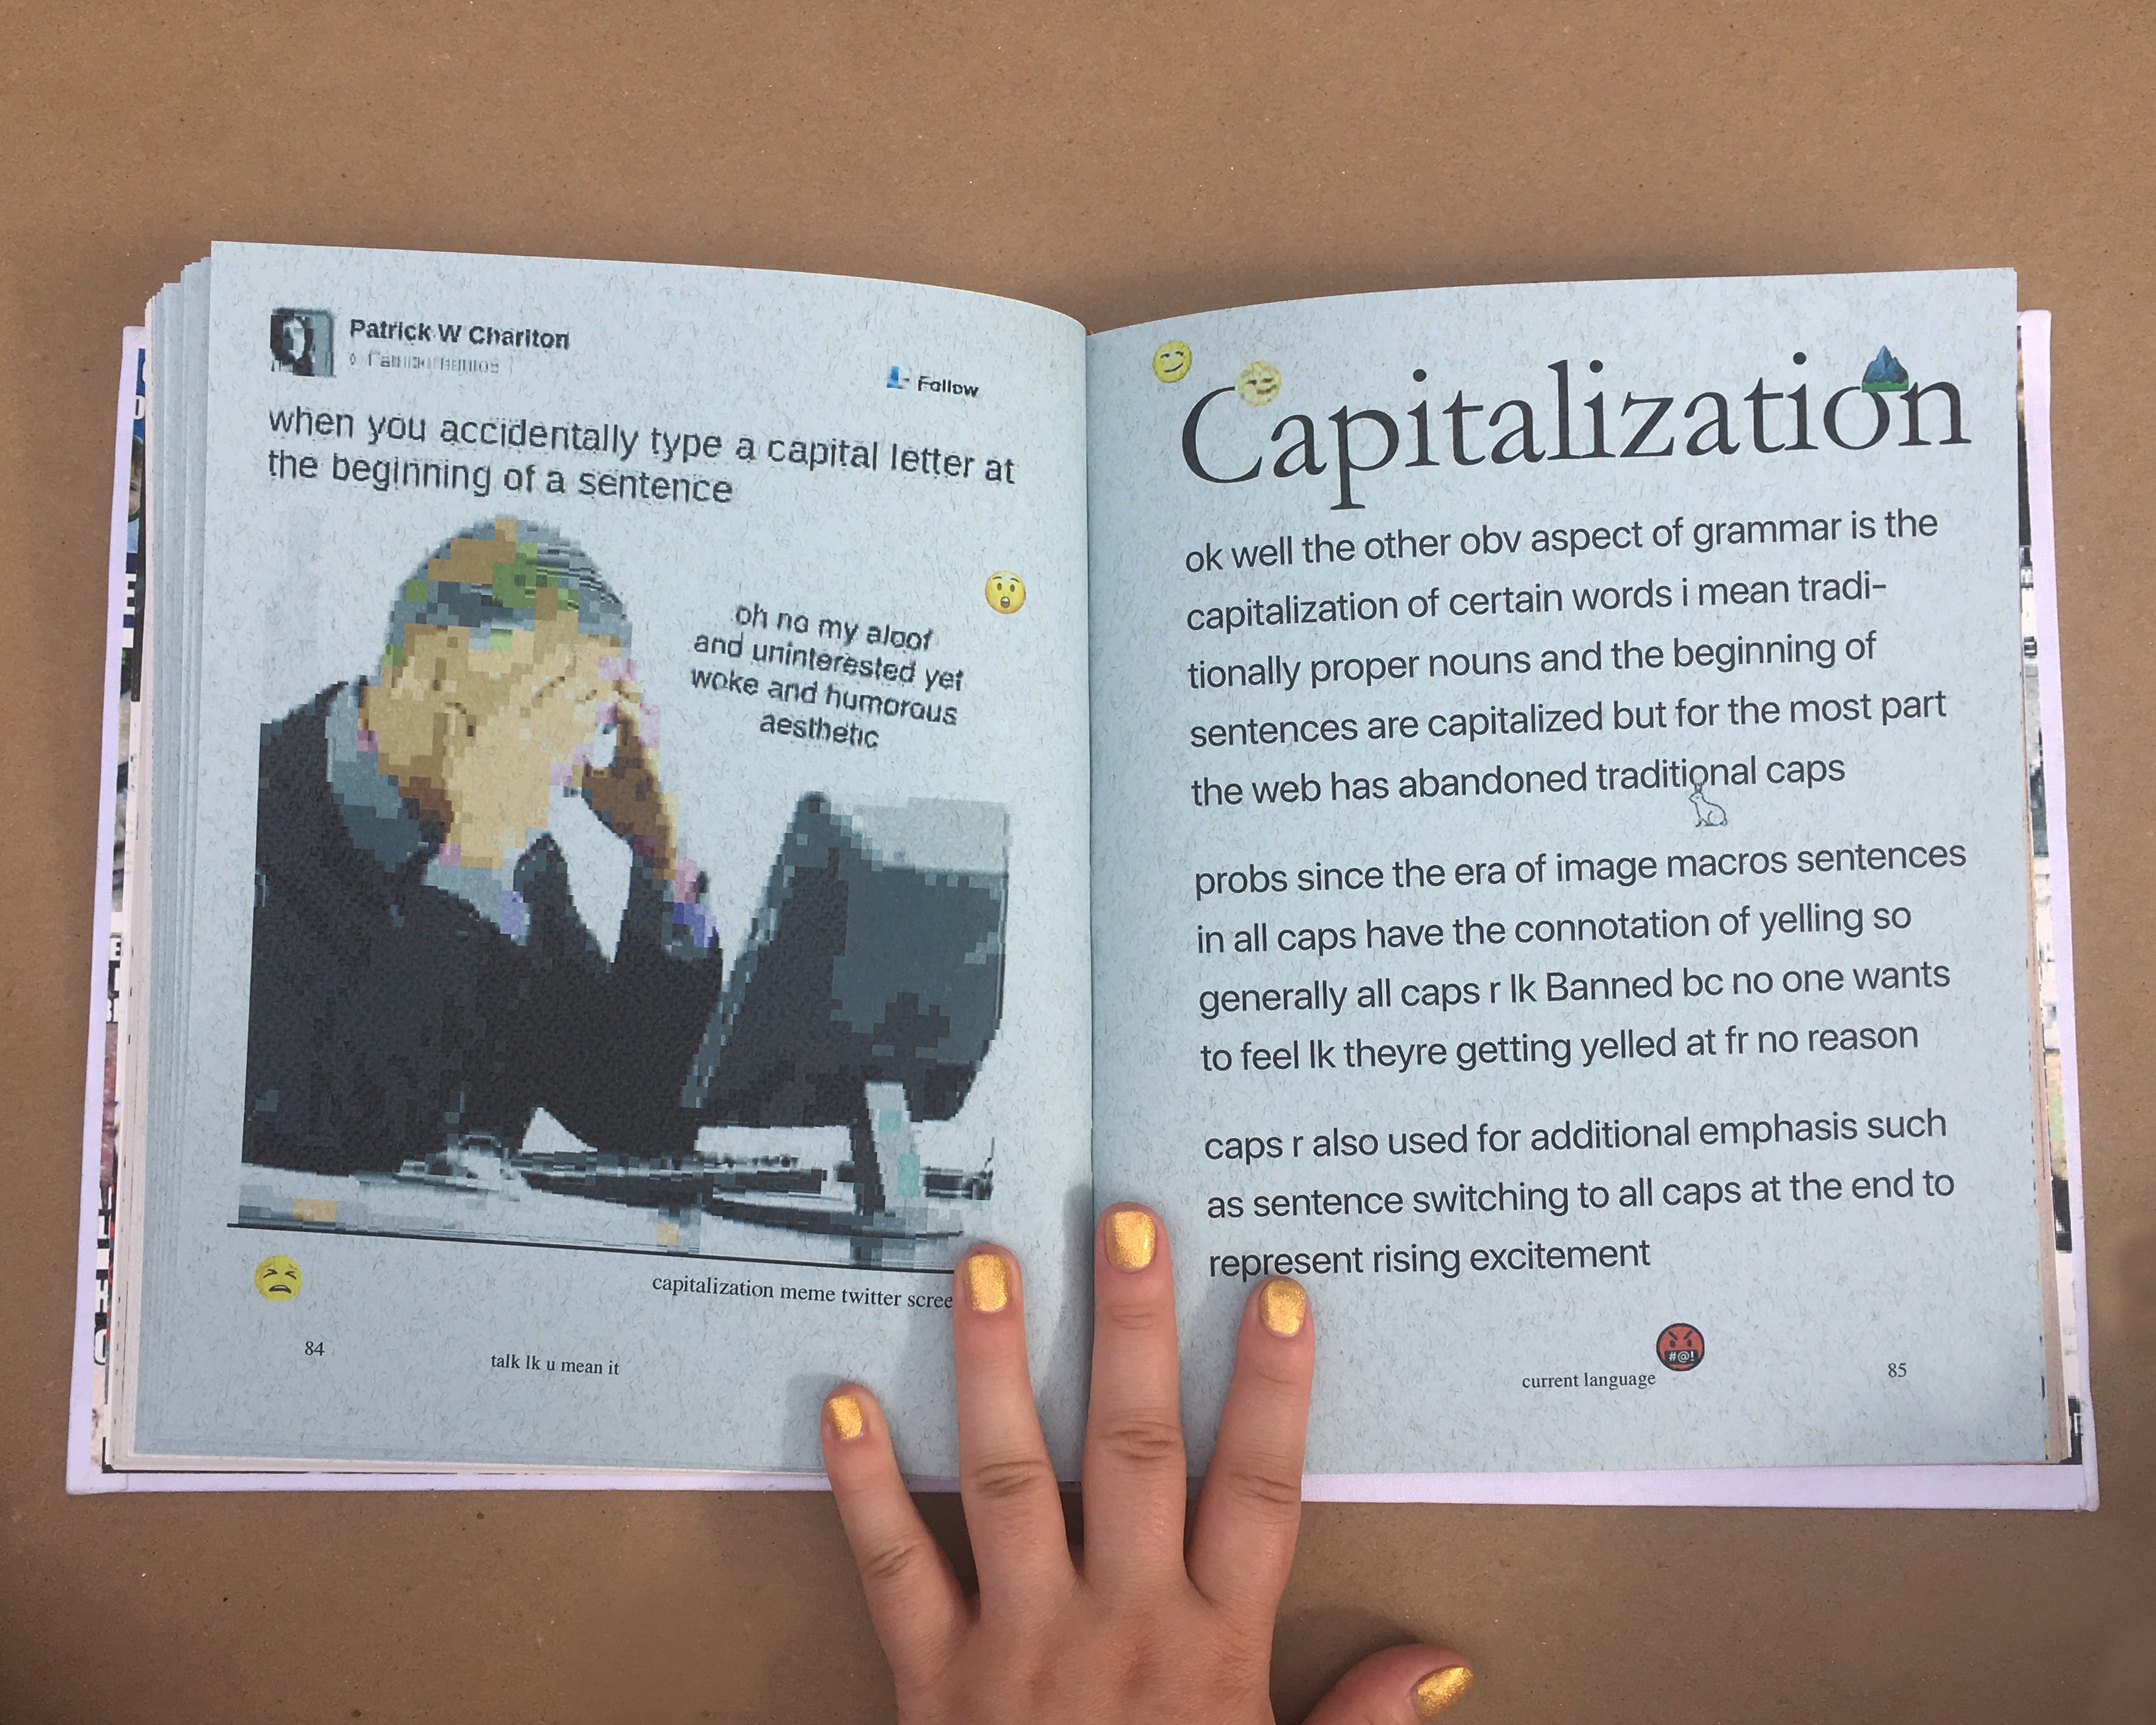 Patrick W Charlton
Follow
when you accidentally type a capital letter at
the beginning of a sentence
oh no my aloof
and uninterested yet
woke and humorous
aesthetic
capitalization meme twitter
84
talk lk u mean it
Capitalization
ok well the other obv aspect of grammar is the
capitalization of certain words i mean tradi-
tionally proper nouns and the beginning of
sentences are capitalized but for the most part
the web has abandoned traditional caps
probs since the era of image macros sentences
in all caps have the connotation of yelling so
generally all caps r lk Banned bc no one wants
to feel lk theyre getting yelled at fr no reason
caps r also used for additional emphasis such
as sentence switching to all caps at the end to
represent rising excitement
#@!
current language
85